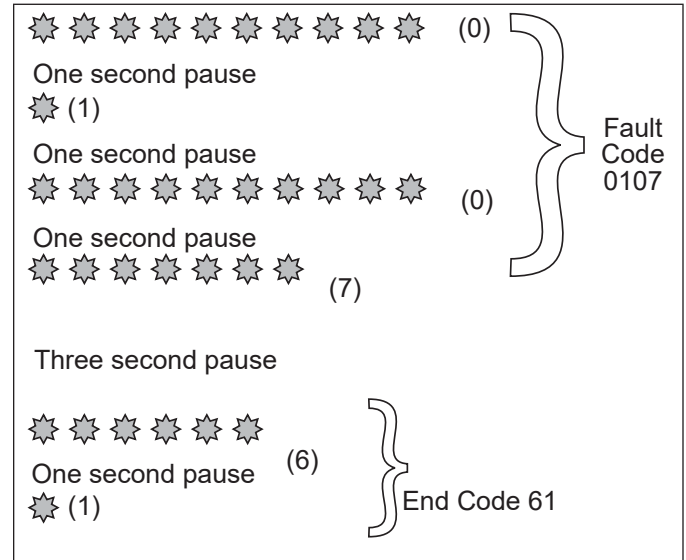 (0)
One second pause
(1)
One second pause
(0)
One second pause
(7)
Fault
Code
0107
Three second pause
(6)
One second pause
(1)
End Code 61